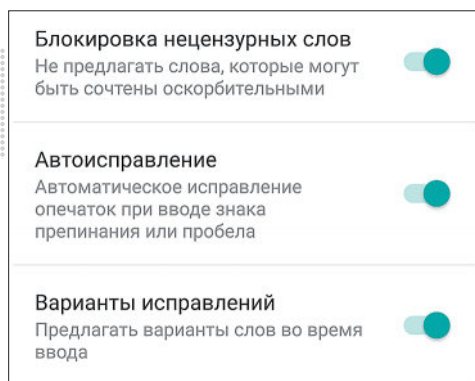 Блокировка нецензурных слов
Не предлагать слова, которые могут
быть сочтены оскорбительными
Автоисправление
Автоматическое исправление
опечаток при вводе знака
препинания или пробела
Варианты исправлений
Предлагать варианты слов во время
ввода